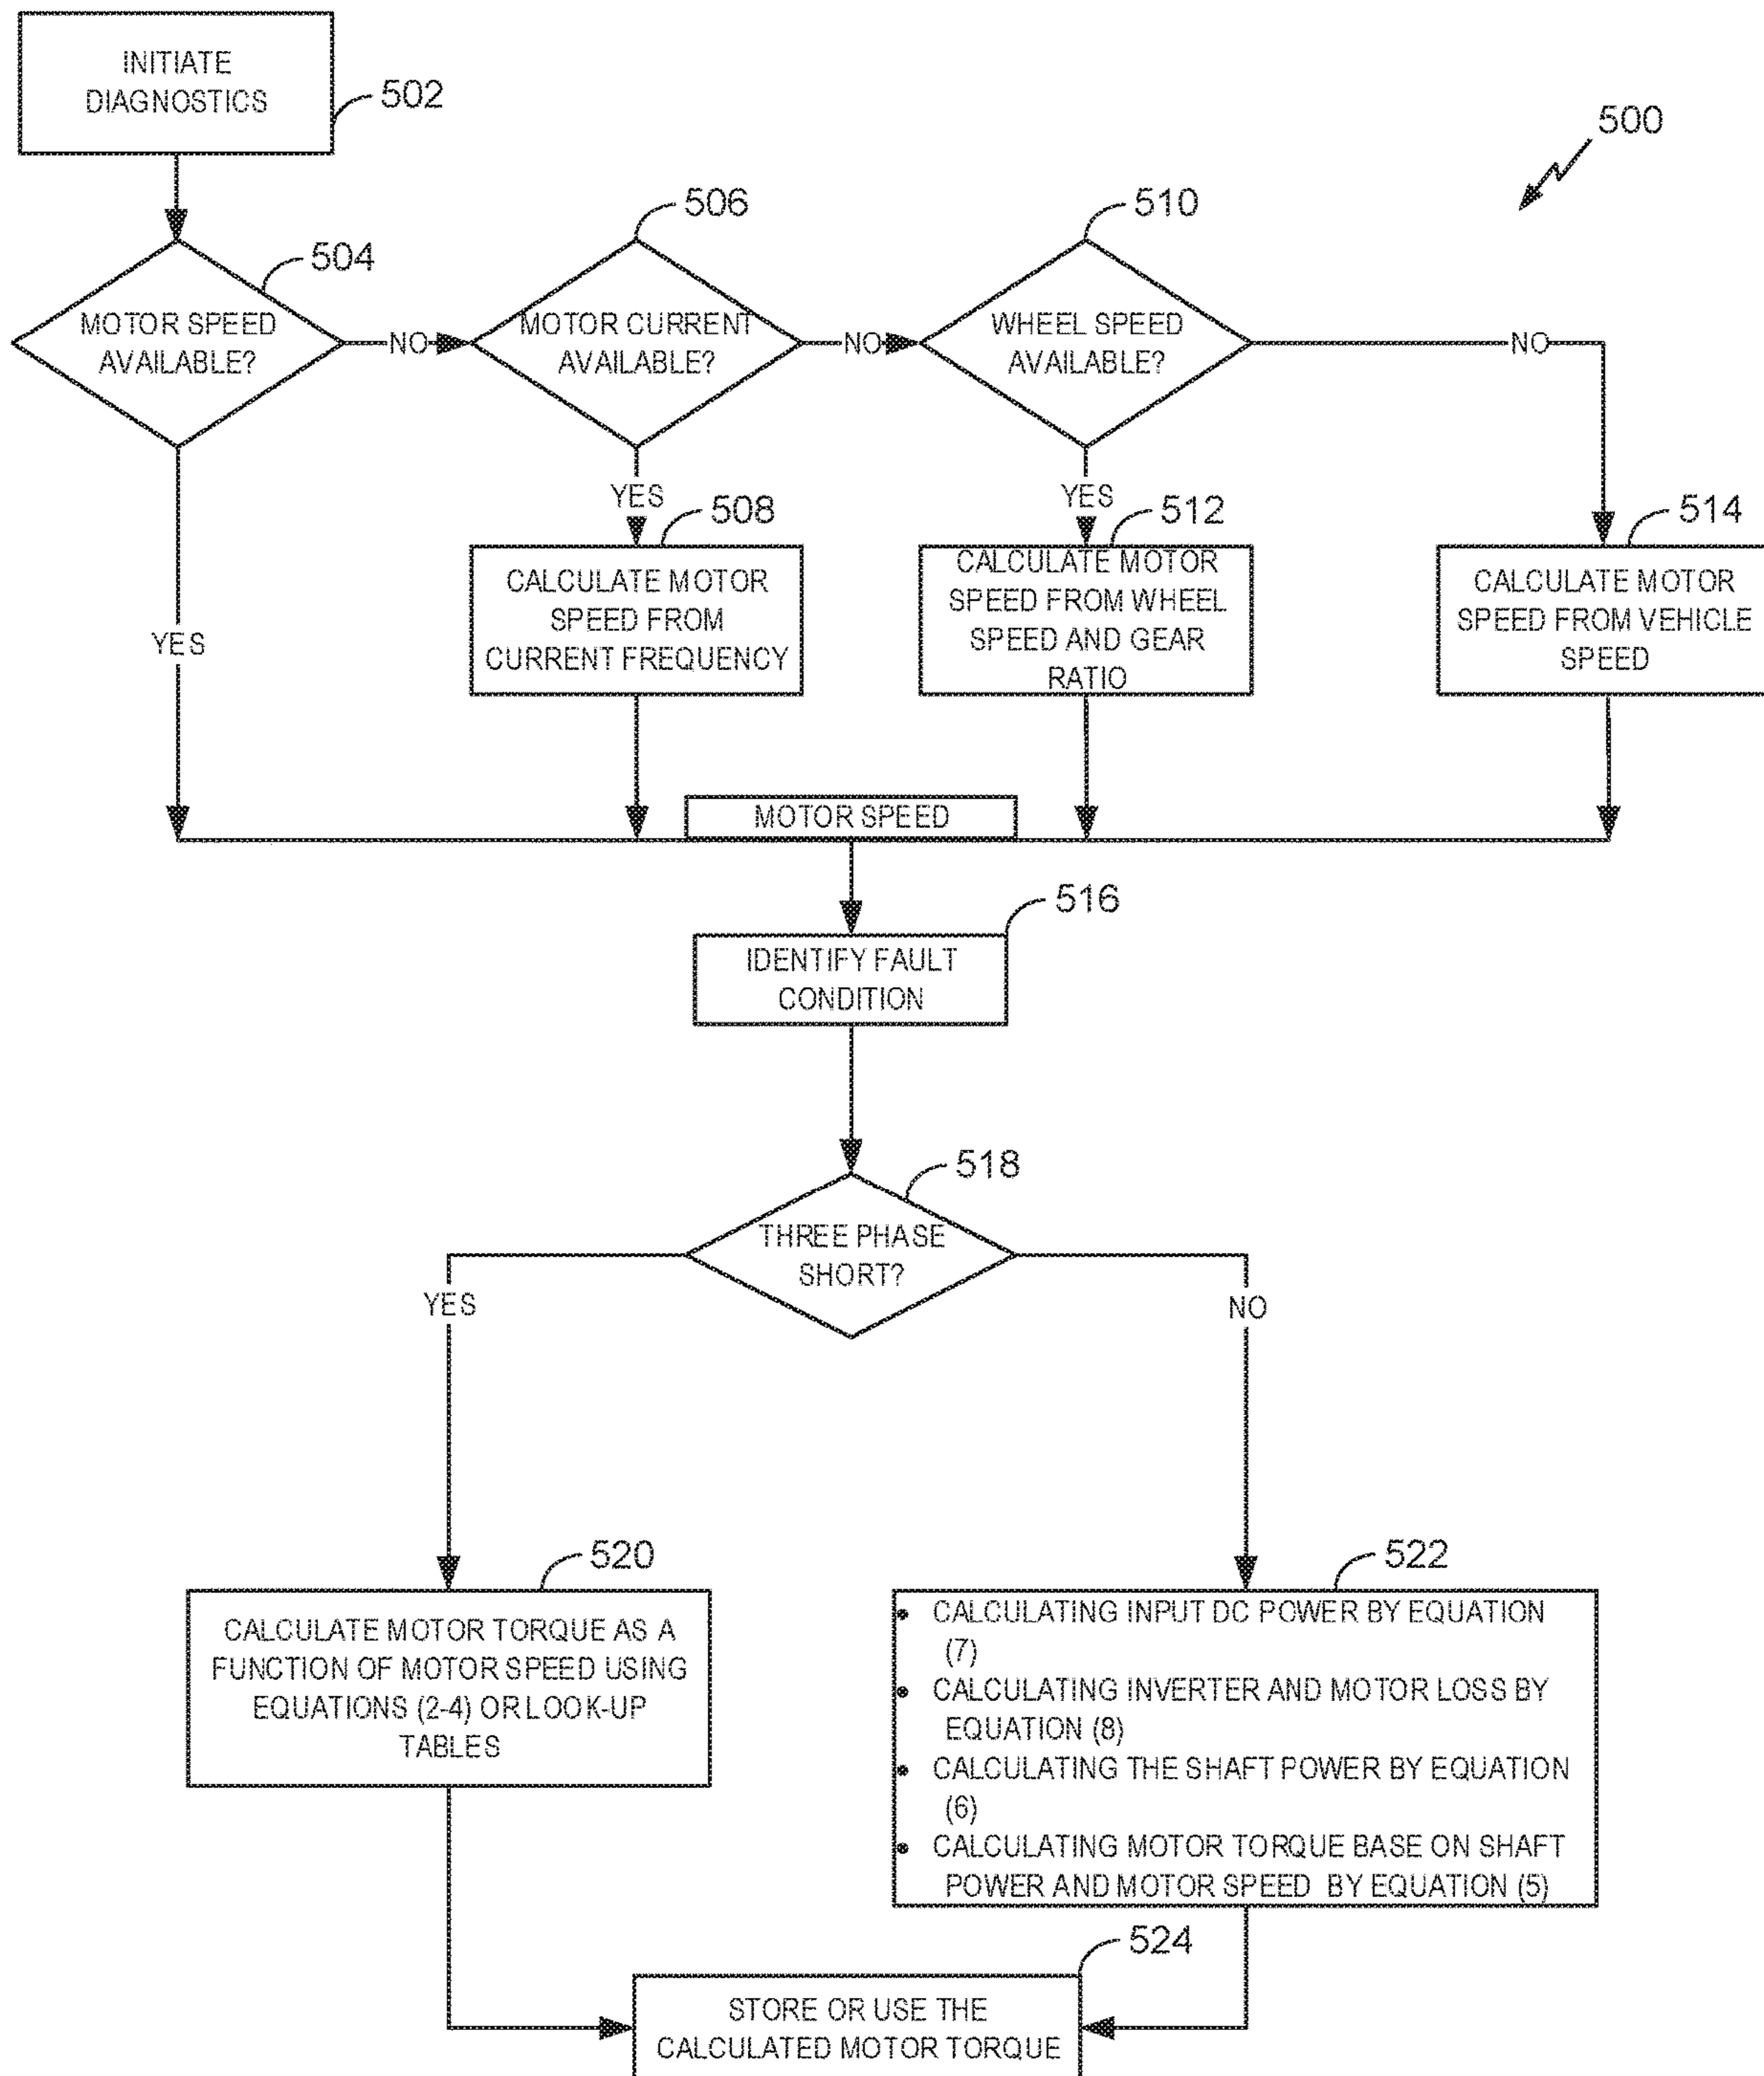 INITIATE
DIAGNOSTICS
502
500
504
506
510
MOTOR SPEED
AVAILABLE?
NO
MOTOR CURRENT
AVAILABLE?
NO
WHEEL SPEED
AVAILABLE?
NO
YES
YES
YES
508
512
514
CALCULATE MOTOR
SPEED FROM
CURRENT FREQUENCY
CALCULATE MOTOR
SPEED FROM WHEEL
SPEED AND GEAR
RATIO
CALCULATE MOTOR
SPEED FROM VEHICLE
SPEED
MOTOR SPEED
516
IDENTIFY FAULT
CONDITION
518
THREE PHASE
SHORT?
YES
NO
520
522
CALCULATE MOTOR TORQUE AS A
FUNCTION OF MOTOR SPEED USING
EQUATIONS (2-4) OR LOOK-UP
TABLES
• CALCULATING INPUT DC POWER BY EQUATION
(7)
• CALCULATING INVERTER AND MOTOR LOSS BY
EQUATION (8)
• CALCULATING THE SHAFT POWER BY EQUATION
(6)
• CALCULATING MOTOR TORQUE BASE ON SHAFT
POWER AND MOTOR SPEED BY EQUATION (5)
524
STORE OR USE THE
CALCULATED MOTOR TORQUE